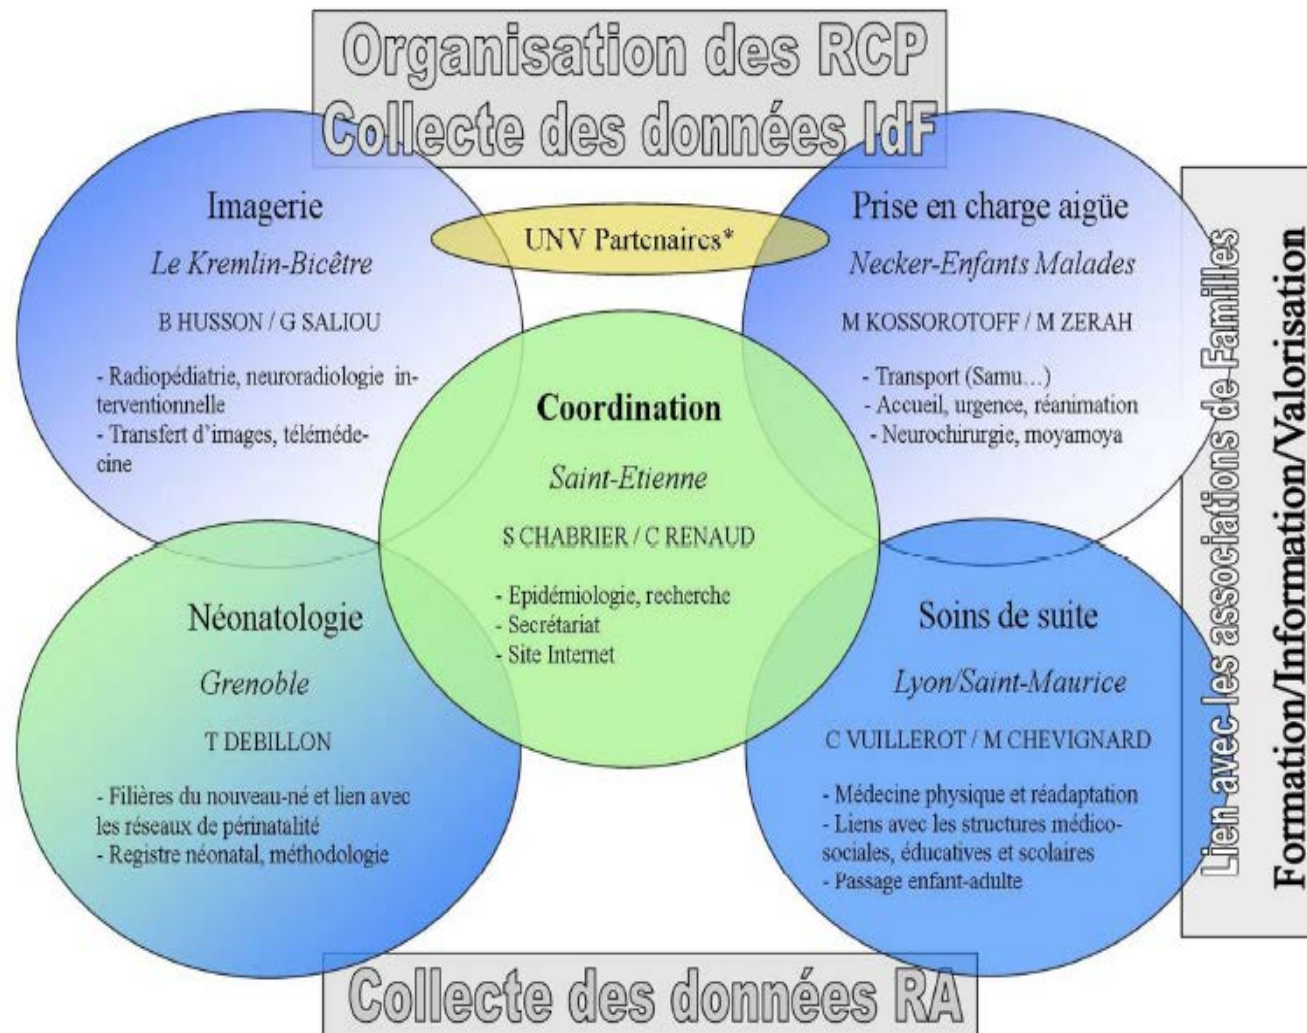 Organisation des RCP
Collecte des données IdF
Imagerie
Le Kremlin-Bicêtre
B HUSSON / G SALIOU
- Radiopédiatrie, neuroradiologie in-
terventionnelle
- Transfert d'images, télémède-
cine
UNV Partenaires*
Prise en charge aigüe
Necker-Enfants Malades
M KOSSOROTOFF / M ZERAH
- Transport (Samu…)
- Accueil, urgence, réanimation
- Neurochirurgie, moyamoya
Coordination
Saint-Etienne
S CHABRIER / C RENAUD
- Epidémiologie, recherche
- Secrétariat
- Site Internet
Néonatologie
Grenoble
T DEBILLON
- Filières du nouveau-né et lien avec
les réseaux de périnatalité
- Registre néonatal, méthodologie
Soins de suite
Lyon/Saint-Maurice
C VUILLEROT / M CHEVIGNARD
- Médecine physique et réadaptation
- Liens avec les structures médico-
sociales, éducatives et scolaires
- Passage enfant-adulte
Lien avec les associations de Familles
Formation/Information/Valorisation
Collecte des données RA